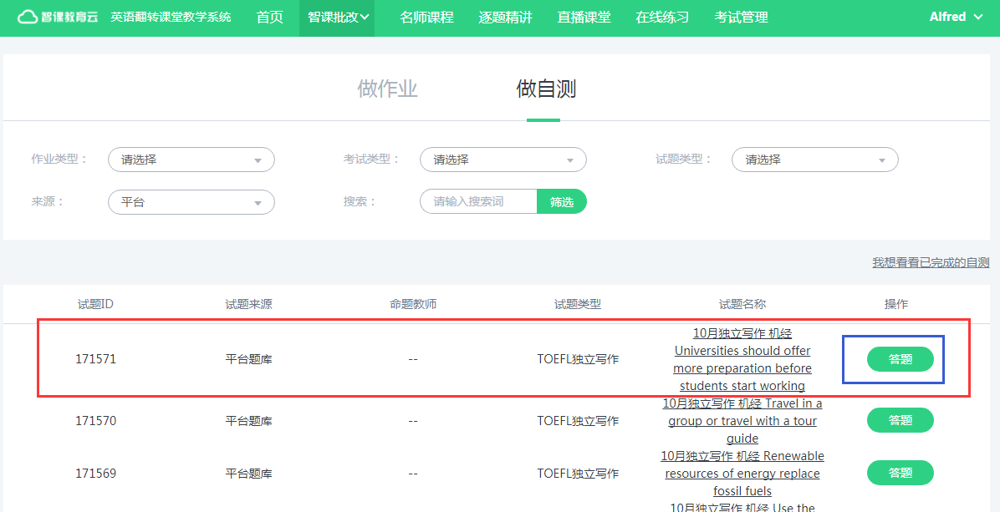 智课教育云 英语翻转课堂教学系统 首页 智课批改 名师课程 逐题精讲 直播课堂 在线练习 考试管理 Alfred
做作业 做自测
作业类型： 请选择 考试类型： 请选择 试题类型： 请选择
来源： 平台 搜索： 请输入搜索词 筛选
我想看看已完成的自测
试题ID 试题来源 命题教师 试题类型 试题名称 操作
10月独立写作 机经
Universities should offer
171571 平台题库 -- TOEFL独立写作 答题
more preparation before
students start working
10月独立写作 机经 Travel in a
171570 平台题库 -- TOEFL独立写作 group or travel with a tour 答题
guide
10月独立写作 机经 Renewable
171569 平台题库 -- TOEFL独立写作 resources of energy replace 答题
fossil fuels
10月独立写作 机经 Use the